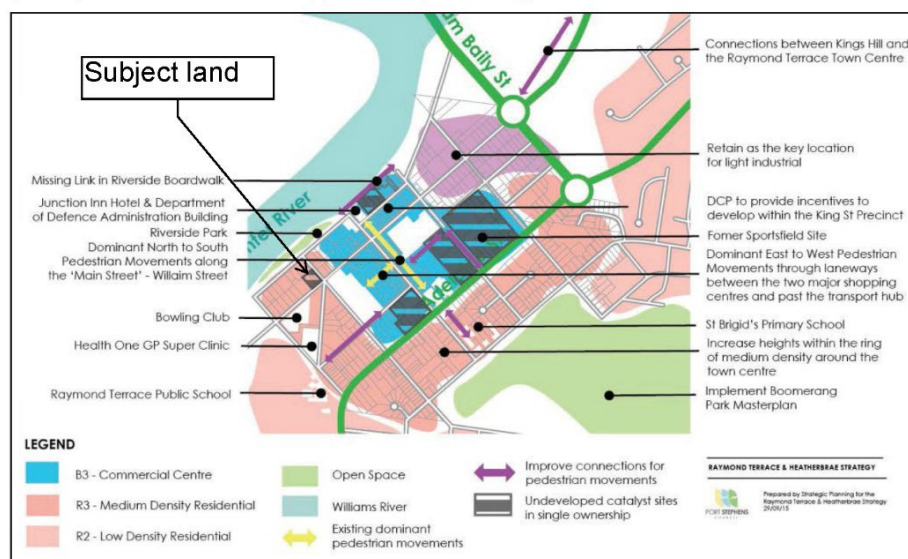 Subject land
am Baily St
Connections between Kings Hill and
the Raymond Terrace Town Centre
Retain as the key location
for light industrial
DCP to provide incentives to
develop within the King St Precinct
Fomer Sportsfield Site
Dominant East to West Pedestrian
Movements through laneways
between the two major shopping
centres and past the transport hub
St Brigid's Primary School
Increase heights within the ring
of medium density around the
town centre
Implement Boomerang
Park Masterplan
Missing Link in Riverside Boardwalk
Junction Inn Hotel & Department
of Defence Administration Building
Riverside Park
Dominant North to South
Pedestrian Movements along
the 'Main Street' - Willaim Street
Bowling Club
Health One GP Super Clinic
Raymond Terrace Public School
nter River
Ade
LEGEND
B3 - Commercial Centre
R3 - Medium Density Residential
R2 - Low Density Residential
Open Space
Williams River
Existing dominant
pedestrian movements
Improve connections for
pedestrian movements
Undeveloped catalyst sites
in single ownership
RAYMOND TERRACE & HEATHERBRAE STRATEGY
PORT STEPHENS
COUNCIL
Prepared by Strategic Planning for the
Raymond Terrace & Heatherbrae Strategy
29/09/15